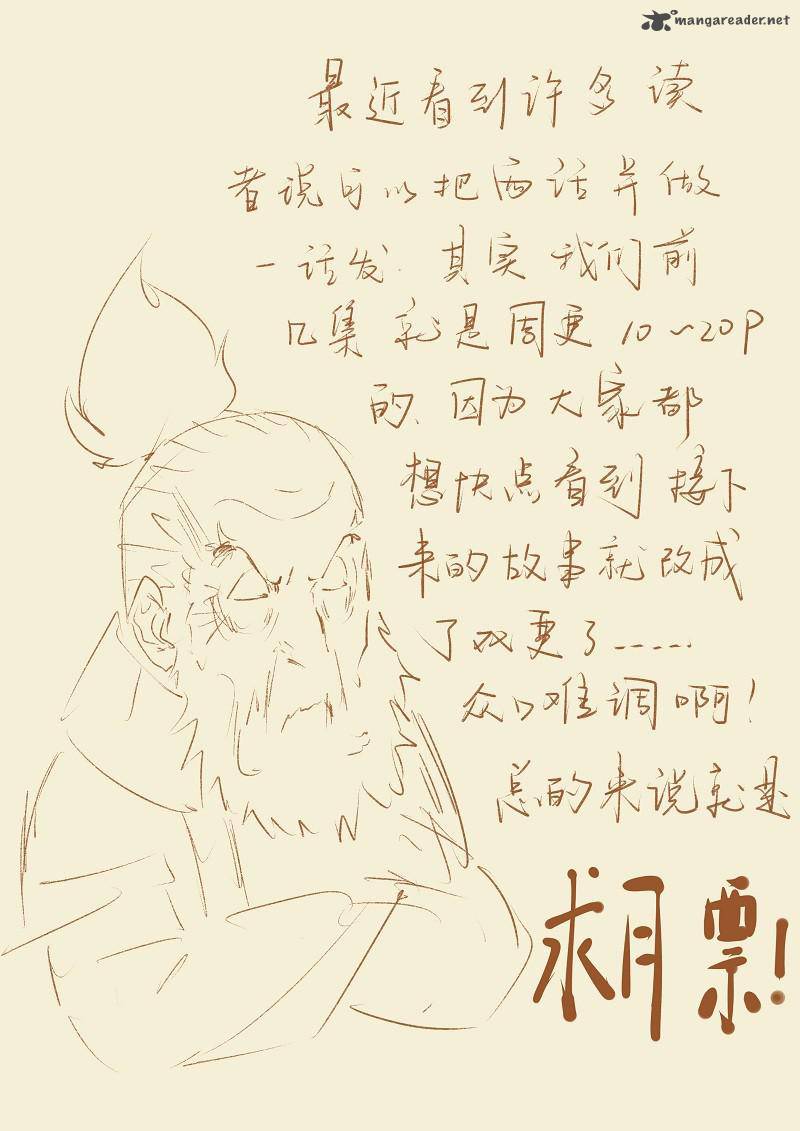 mangareader.net
最近看到许多读
者说可以把两话并做
一话发.其实我们前
几集就是周更10~20P
的、因为大家都
想快点看到接下
来的故事就改成
了双更了......
众口难调啊!
总的来说就是
求月票!